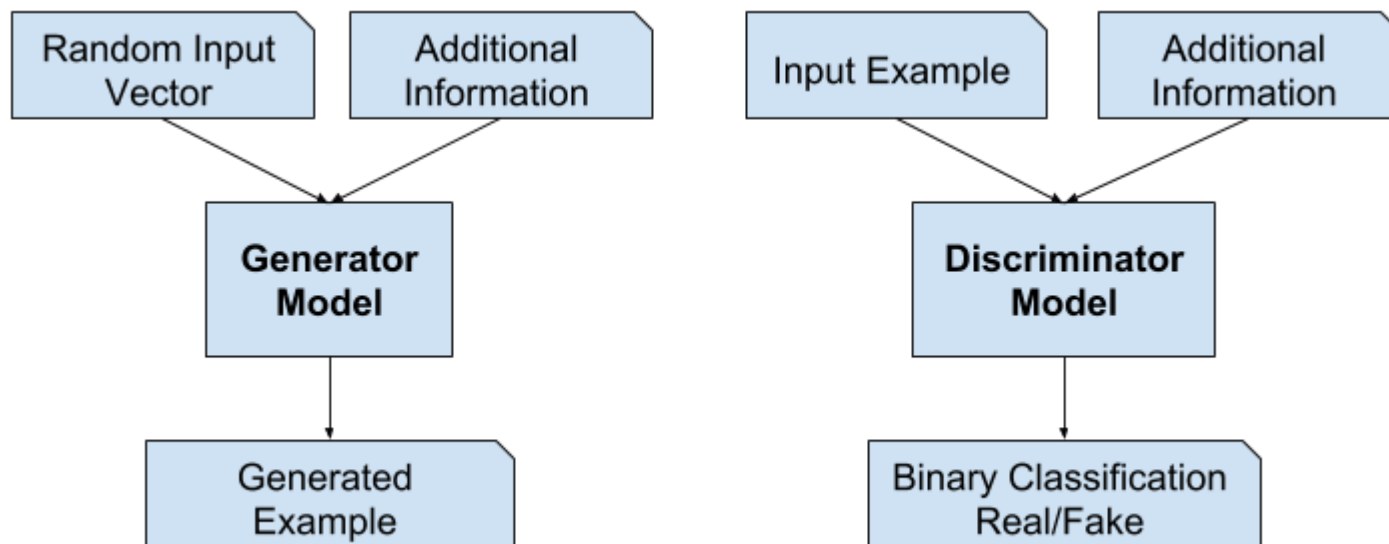 Random Input
Vector
Additional
Information
Input Example
Additional
Information
Generator
Model
Discriminator
Model
Generated
Example
Binary Classification
Real/Fake